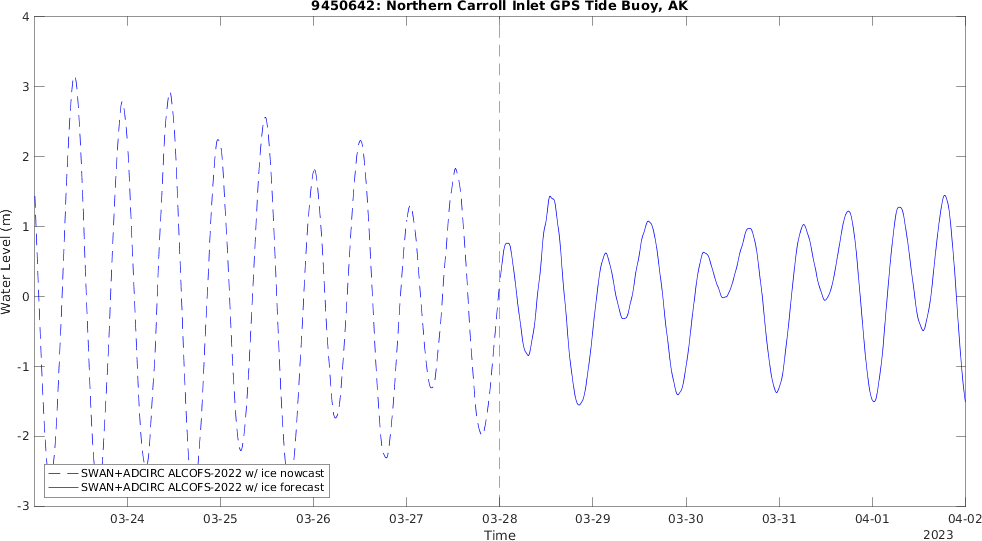 9450642: Northern Carroll Inlet GPS Tide Buoy, AK
4
3
2
1
0
-1
-2
-3
Water Level (m)
SWAN+ADCIRC ALCOFS-2022 w/ ice nowcast
SWAN+ADCIRC ALCOFS-2022 w/ ice forecast
03-24 03-25 03-26 03-27 03-28 03-29 03-30 03-31 04-01 04-02
Time
2023